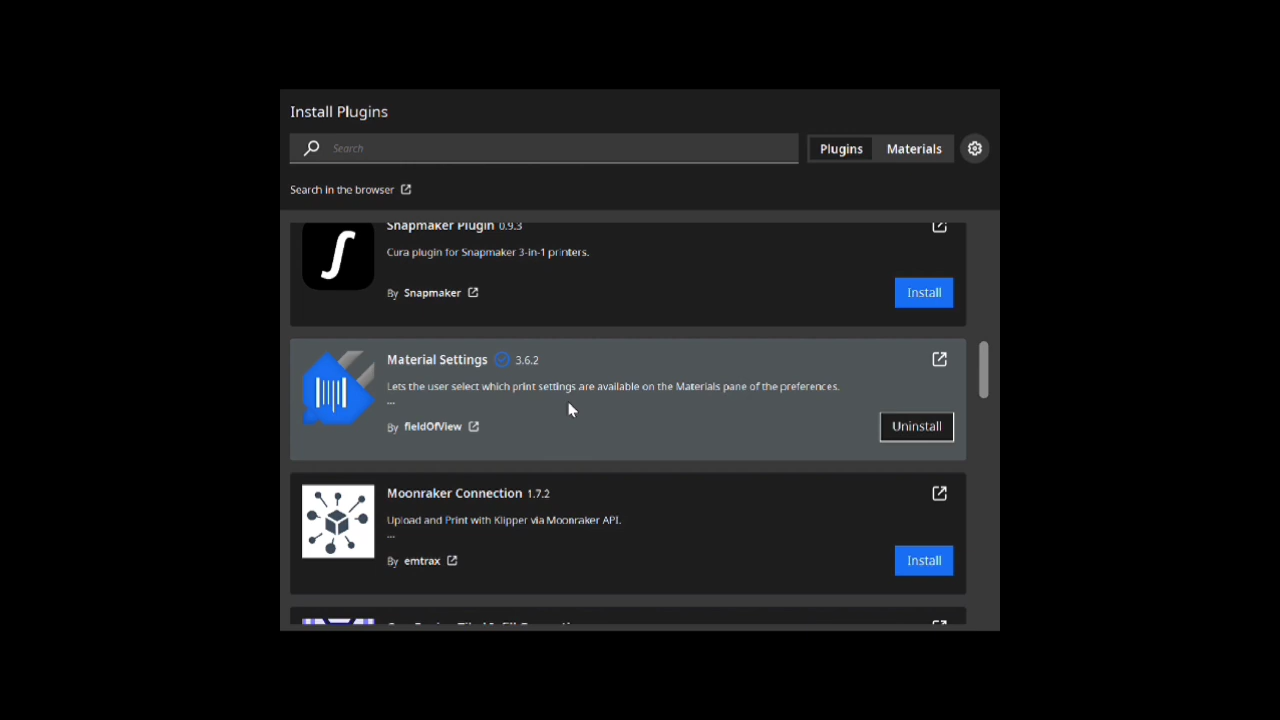 Install Plugins
Search
Plugins Materials
Search in the browser
Snapmaker Plugin 0.9.3
Cura plugin for Snapmaker 3-in-1 printers.
By Snapmaker
Install
Material Settings 3.6.2
Lets the user select which print settings are available on the Materials pane of the preferences.
...
By fieldOfView
Uninstall
Moonraker Connection 1.7.2
Upload and Print with Klipper via Moonraker API.
...
By emtrax
Install